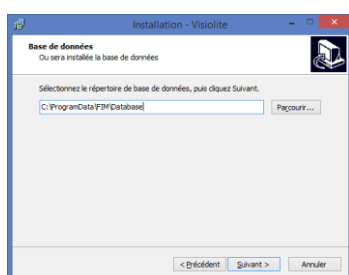 Installation - Visiolite
Base de données
Ou sera installée la base de données
Sélectionnez le répertoire de base de données, puis cliquez Suivant.
C:\ProgramData\FIM\Database
Parcourir...
< Précédent
Suivant >
Annuler